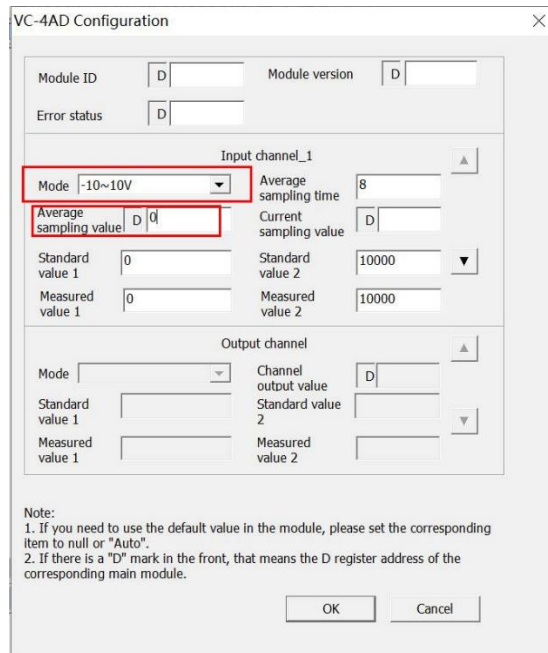 VC-4AD Configuration
Module ID D Module version D
Error status D
Input channel_1
Mode -10~10V Average sampling time 8
Average sampling value D 0 Current sampling value D
Standard value 1 0 Standard value 2 10000
Measured value 1 0 Measured value 2 10000
Output channel
Mode Channel output value D
Standard value 1 Standard value 2
Measured value 1 Measured value 2
Note:
1. If you need to use the default value in the module, please set the corresponding
item to null or "Auto".
2. If there is a "D" mark in the front, that means the D register address of the
corresponding main module.
OK Cancel